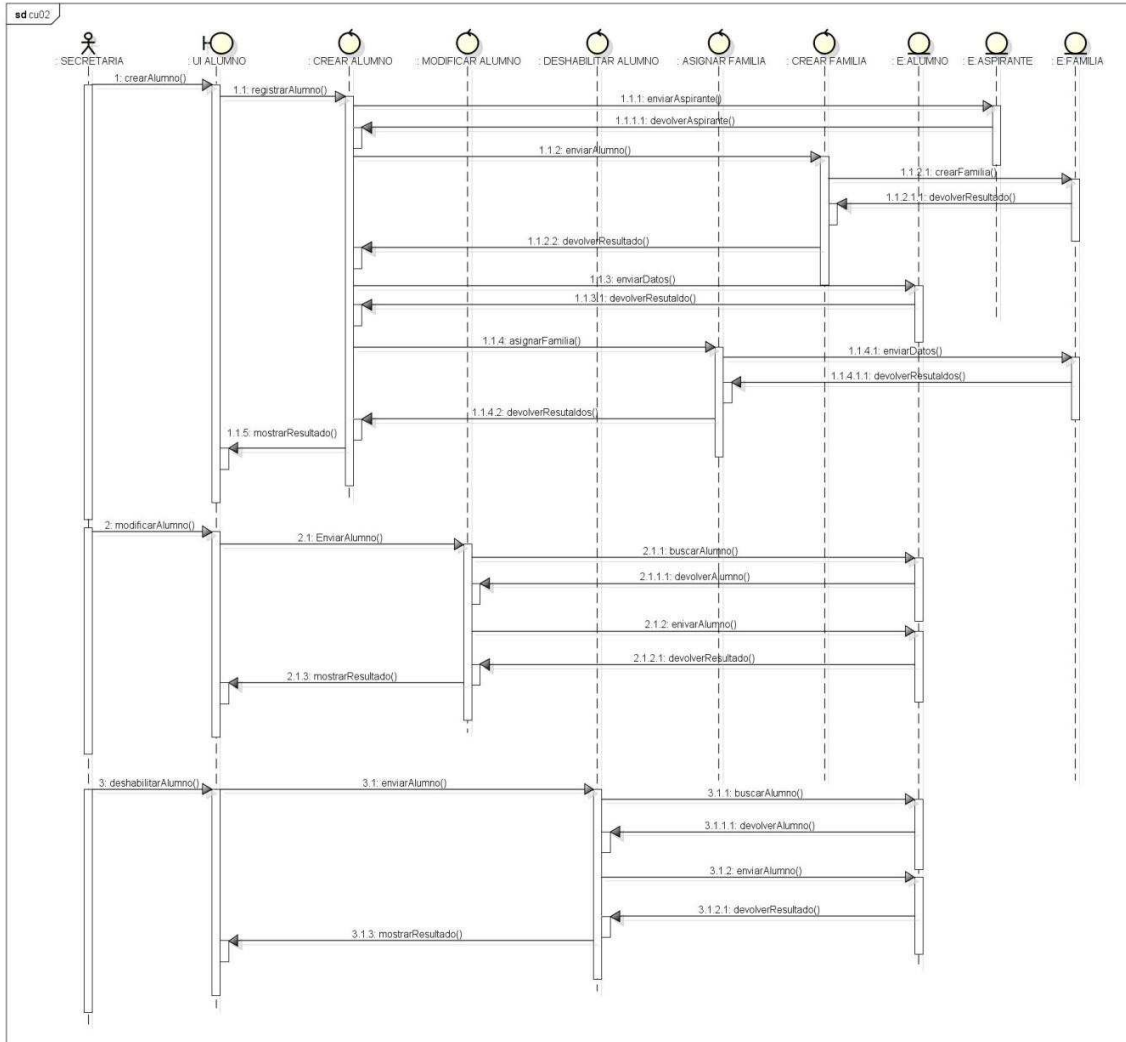 sd cu02
: SECRETARIA : UI ALUMNO : CREAR ALUMNO : MODIFICAR ALUMNO : DESHABILITAR ALUMNO : ASIGNAR FAMILIA : CREAR FAMILIA : E:ALUMNO : E:ASPIRANTE : E:FAMILIA
1: crearAlumno()
1.1: registrarAlumno()
1.1.1: enviarAspirante()
1.1.1.1: devolverAspirante()
1.1.2: enviarAlumno()
1.1.2.1: crearFamilia()
1.1.2.1.1: devolverResultado()
1.1.2.2: devolverResultado()
1.1.3: enviarDatos()
1.1.3.1: devolverResutaldo()
1.1.4: asignarFamilia()
1.1.4.1: enviarDatos()
1.1.4.1.1: devolverResutaldos()
1.1.4.2: devolverResutaldos()
1.1.5: mostrarResultado()
2: modificarAlumno()
2.1: EnviarAlumno()
2.1.1: buscarAlumno()
2.1.1.1: devolverAlumno()
2.1.2: enivarAlumno()
2.1.2.1: devolverResultado()
2.1.3: mostrarResultado()
3: deshabilitarAlumno()
3.1: enviarAlumno()
3.1.1: buscarAlumno()
3.1.1.1: devolverAlumno()
3.1.2: enviarAlumno()
3.1.2.1: devolverResultado()
3.1.3: mostrarResultado()